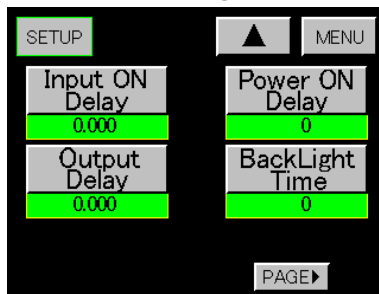 SETUP
▲
MENU
Input ON
Delay
0.000
Power ON
Delay
0
Output
Delay
0.000
BackLight
Time
0
PAGE▶